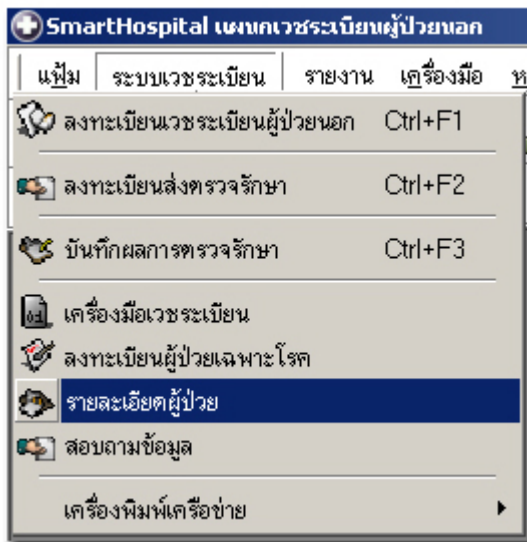 SmartHospital แผนกเวชระเบียนผู้ป่วยนอก
แฟ้ม ระบบเวชระเบียน รายงาน เครื่องมือ ห
ลงทะเบียนเวชระเบียนผู้ป่วยนอก Ctrl+F1
ลงทะเบียนส่งตรวจรักษา Ctrl+F2
บันทึกผลการตรวจรักษา Ctrl+F3
เครื่องมือเวชระเบียน
ลงทะเบียนผู้ป่วยเฉพาะโรค
รายละเอียดผู้ป่วย
สอบถามข้อมูล
เครื่องพิมพ์เครือข่าย